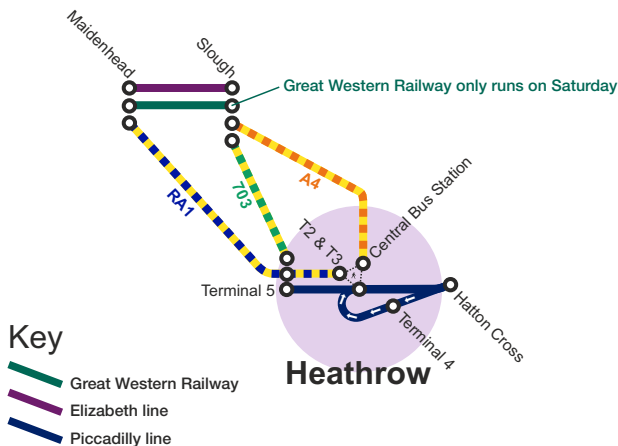 Maidenhead
Slough
Great Western Railway only runs on Saturday
A4
703
RA1
T2 & T3
Central Bus Station
Terminal 5
Hatton Cross
Terminal 4
Heathrow
Key
Great Western Railway
Elizabeth line
Piccadilly line